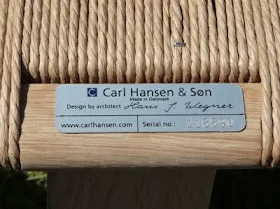 C Carl Hansen & Søn
Made in Denmark
Design by architect Hans J. Wegner
www.carlhansen.com Serial no.: